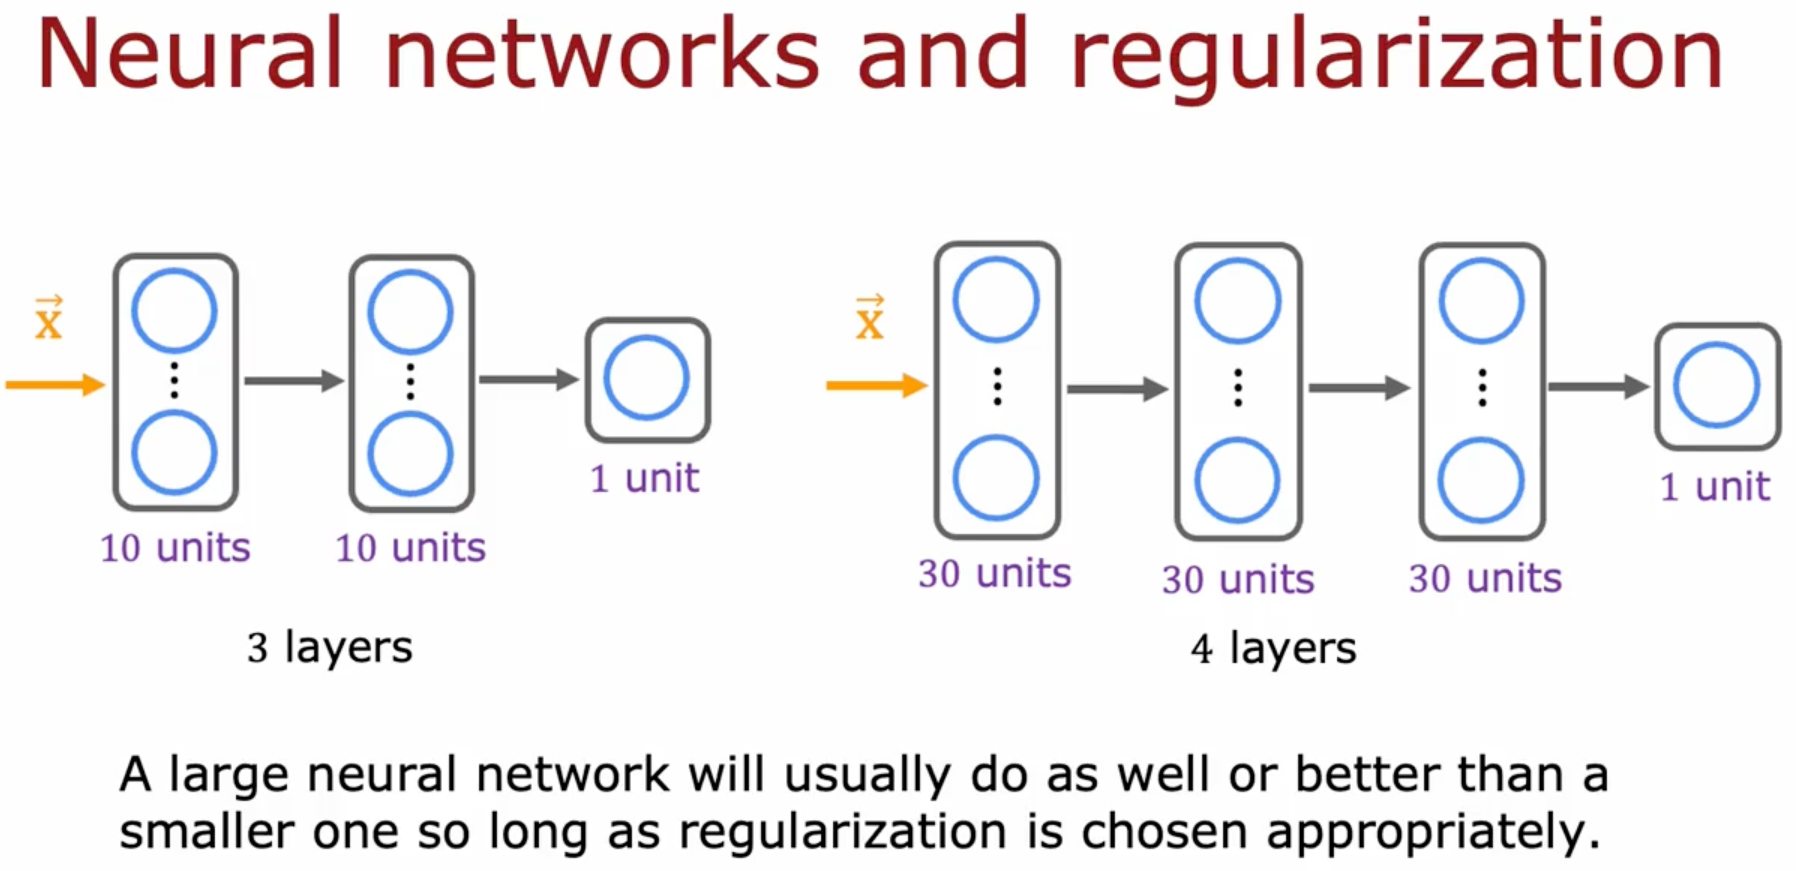 Neural networks and regularization
x⃗
10 units
10 units
1 unit
3 layers
x⃗
30 units
30 units
30 units
1 unit
4 layers
A large neural network will usually do as well or better than a
smaller one so long as regularization is chosen appropriately.